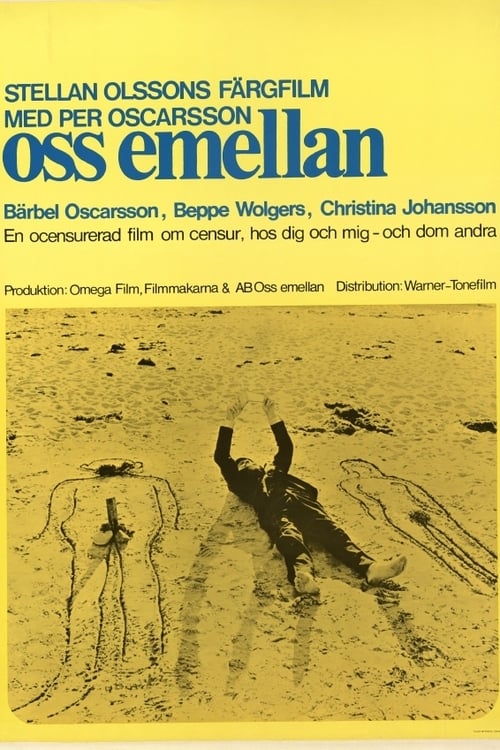 STELLAN OLSSONS FÄRGFILM
MED PER OSCARSSON
oss emellan
Bärbel Oscarsson, Beppe Wolgers, Christina Johansson
En ocensurerad film om censur, hos dig och mig – och dom andra
Produktion: Omega Film, Filmmakarna & AB Oss emellan Distribution: Warner-Tonefilm